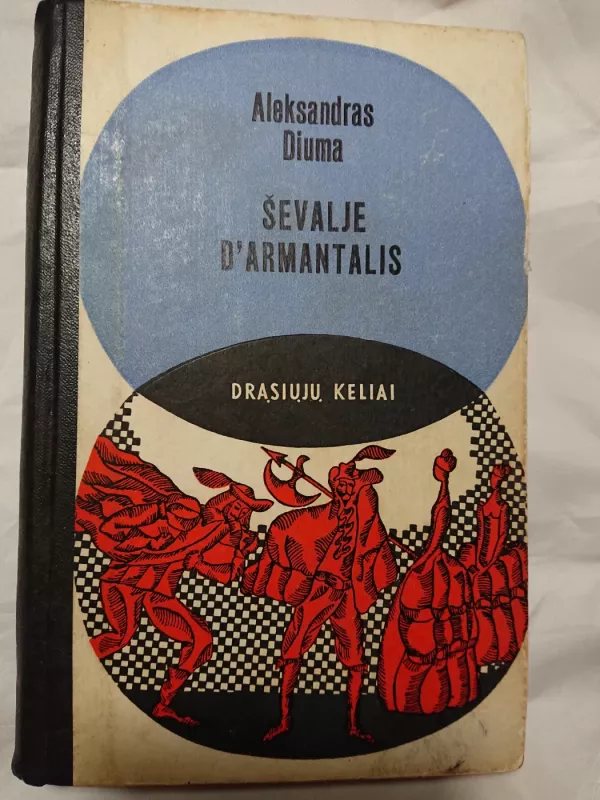 Aleksandras
Diuma
ŠEVALJE
D'ARMANTALIS
DRĄSIŲJŲ KELIAI